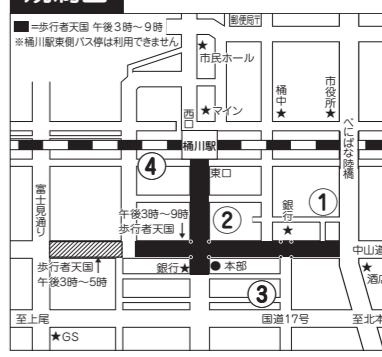 ■=歩行者天国 午後3時〜9時
※桶川駅東側バス停は利用できません
郵便局〒
★
市民ホール
★マイン
西口
桶中
★
市役所
★
べにばな陸橋
桶川駅
④
東口
富士見通り
午後3時〜9時
歩行者天国
②
銀行
★
①
中山道
歩行者天国
午後3時〜5時
銀行★
●本部
★
③
至上尾
国道17号
★GS